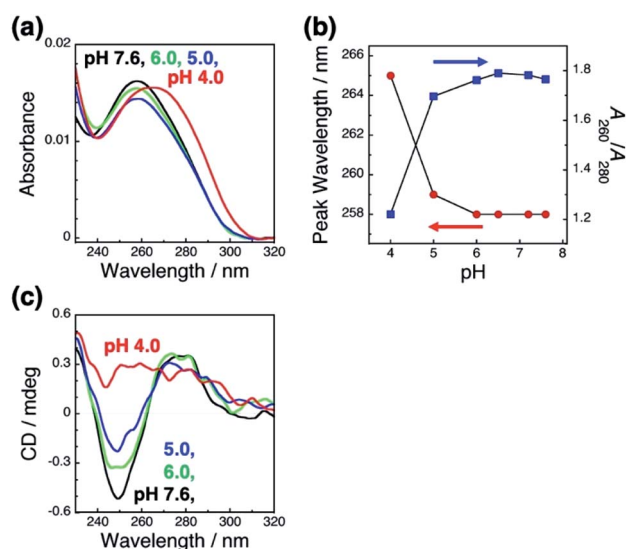 (a)
0.02
pH 7.6, 6.0, 5.0,
pH 4.0
0.01
0
Absorbance
240 260 280 300 320
Wavelength / nm
(b)
266
264
262
260
258
Peak Wavelength / nm
1.8
1.6
1.4
1.2
A260/A280
4 5 6 7 8
pH
(c)
0.6
0.3
0
-0.3
-0.6
CD / mdeg
pH 4.0
5.0,
6.0,
pH 7.6,
240 260 280 300 320
Wavelength / nm